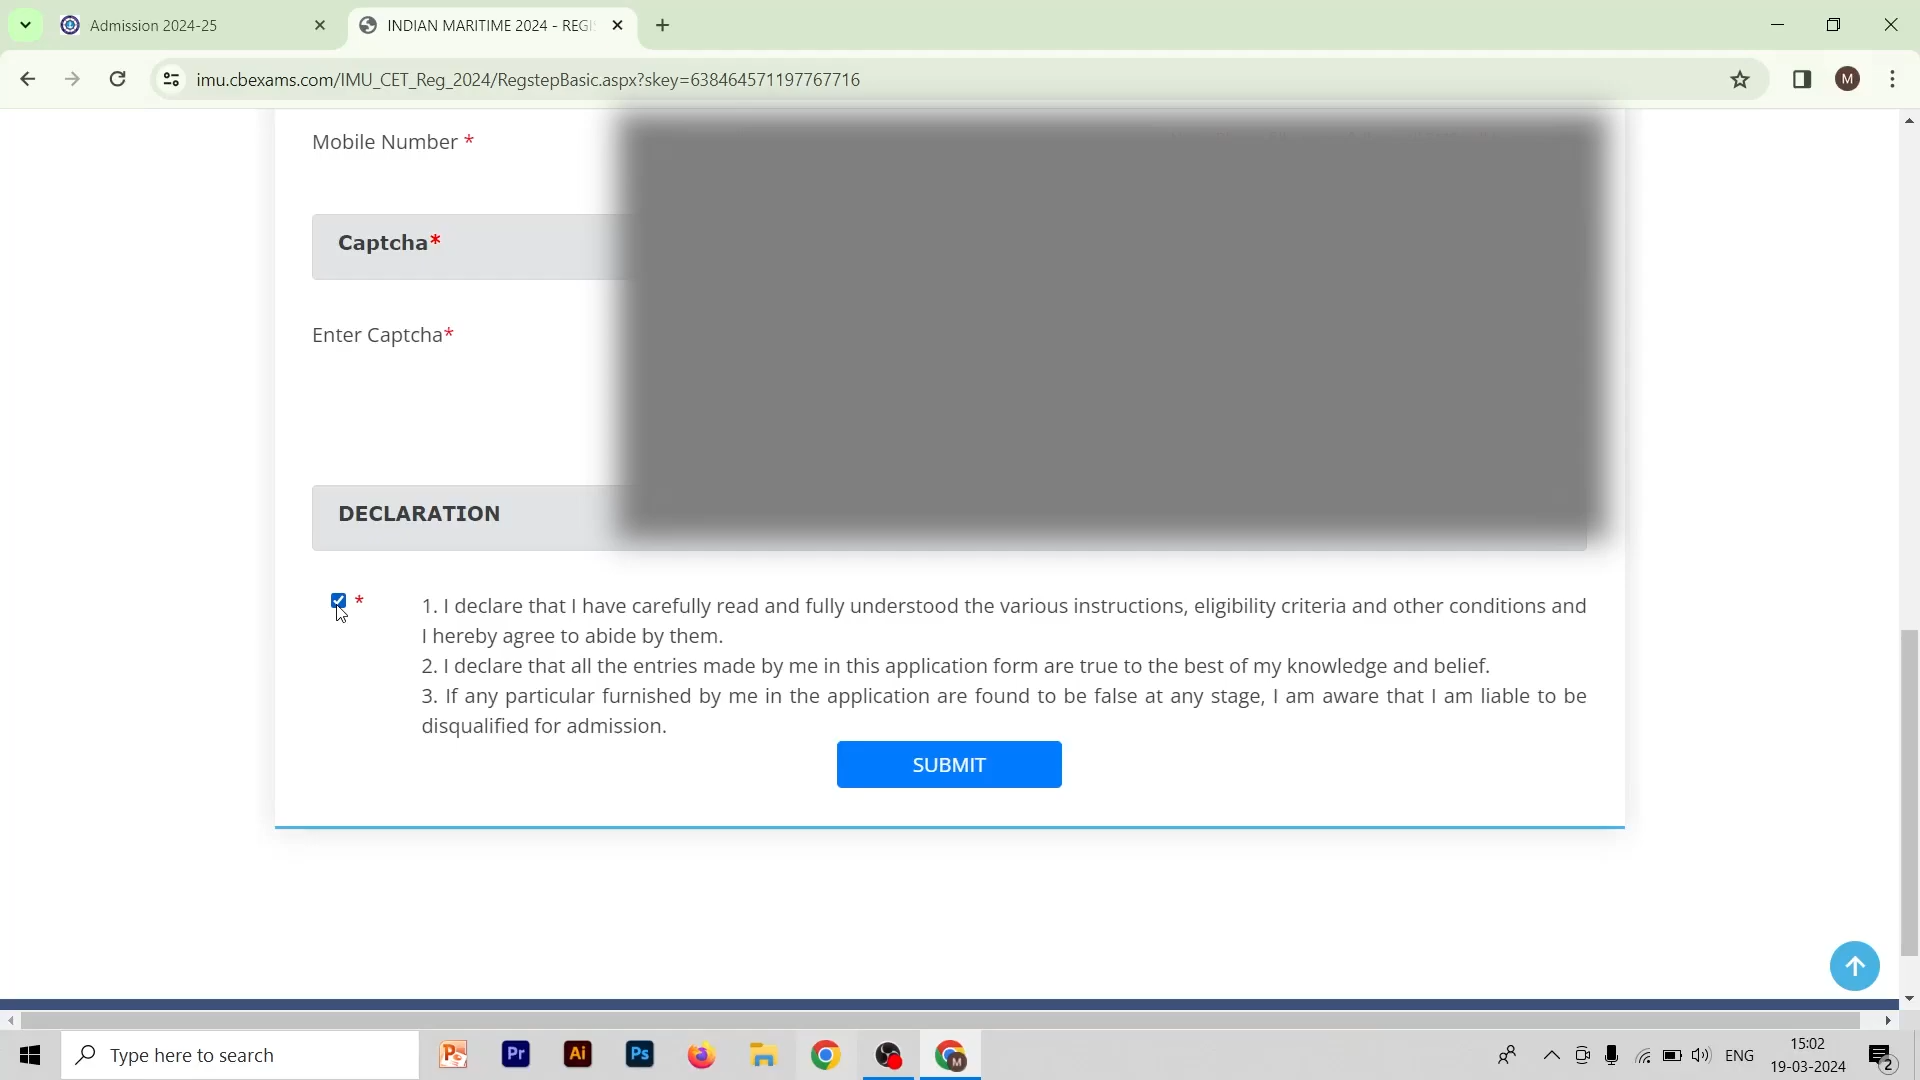 Admission 2024-25
INDIAN MARITIME 2024 - REGI
imu.cbexams.com/IMU_CET_Reg_2024/RegstepBasic.aspx?skey=638464571197767716
M
Mobile Number *
Captcha*
Enter Captcha*
DECLARATION
*
1. I declare that I have carefully read and fully understood the various instructions, eligibility criteria and other conditions and
I hereby agree to abide by them.
2. I declare that all the entries made by me in this application form are true to the best of my knowledge and belief.
3. If any particular furnished by me in the application are found to be false at any stage, I am aware that I am liable to be
disqualified for admission.
SUBMIT
Type here to search
Pr
Ai
Ps
M
ENG
15:02
19-03-2024
2